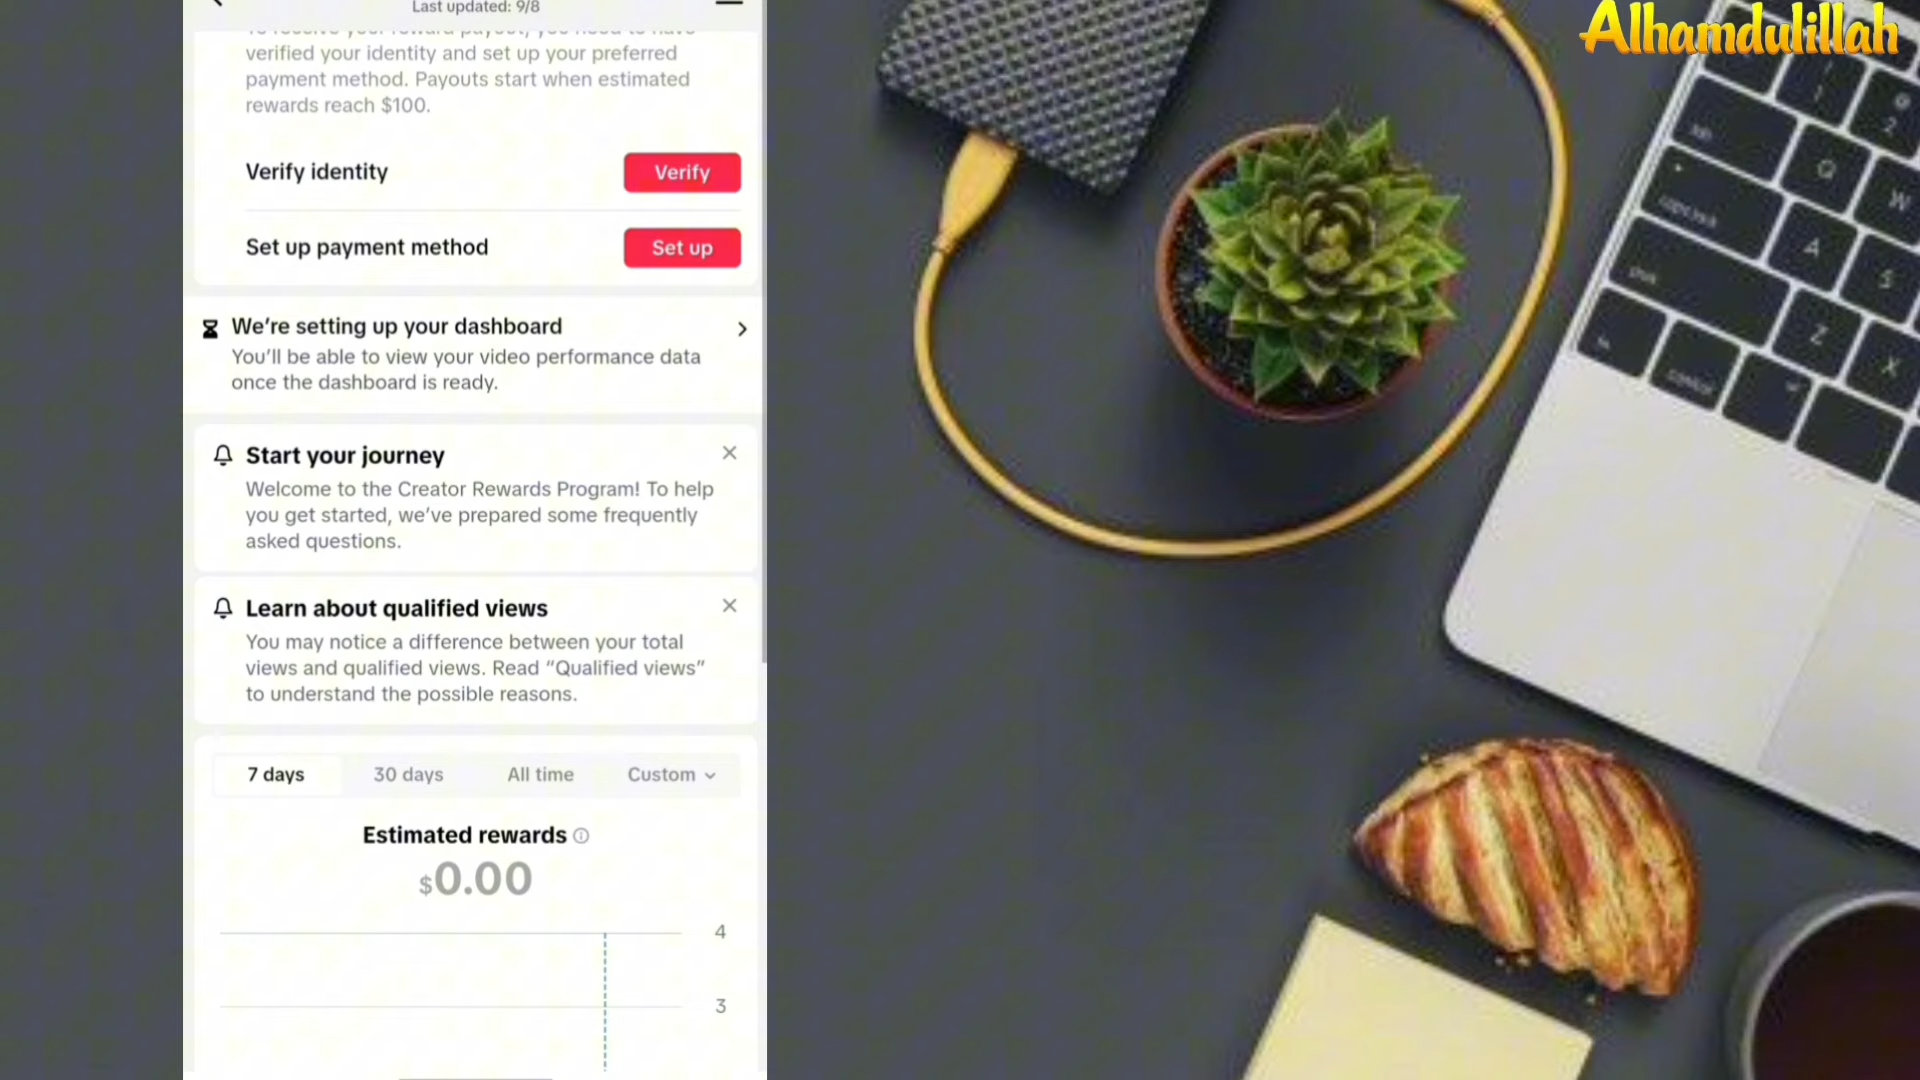 Last updated: 9/8
Alhamdulillah
verified your identity and set up your preferred
payment method. Payouts start when estimated
rewards reach $100.
Verify identity
Verify
Set up payment method
Set up
We're setting up your dashboard
You'll be able to view your video performance data
once the dashboard is ready.
Start your journey
Welcome to the Creator Rewards Program! To help
you get started, we've prepared some frequently
asked questions.
Learn about qualified views
You may notice a difference between your total
views and qualified views. Read “Qualified views”
to understand the possible reasons.
7 days 30 days All time Custom
Estimated rewards
$0.00
4
3
Q
W
A
S
Z
X